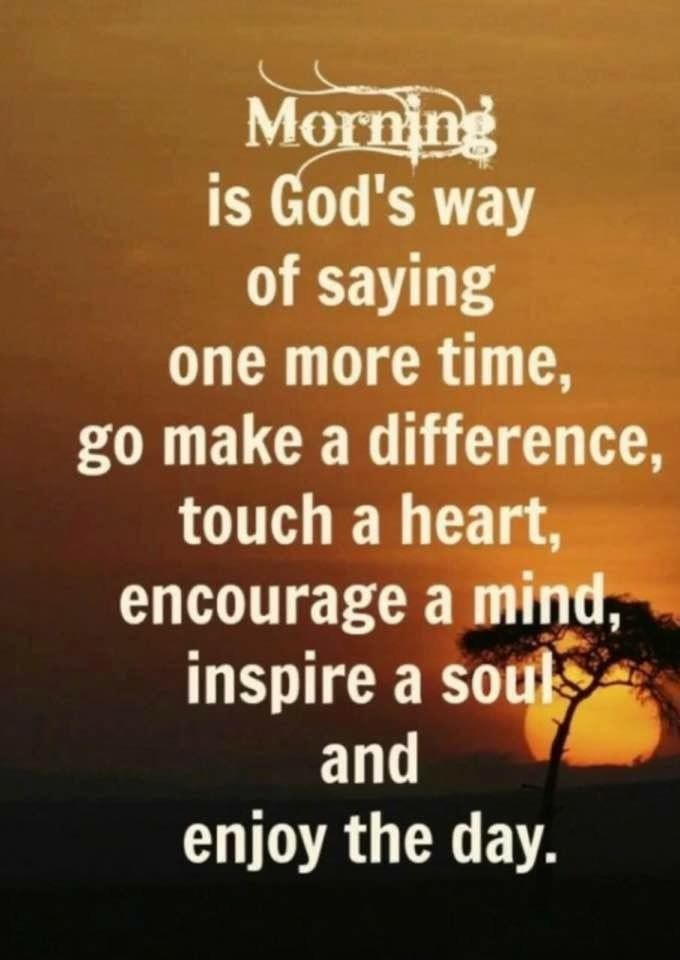 Morning
is God's way
of saying
one more time,
go make a difference,
touch a heart,
encourage a mind,
inspire a soul
and
enjoy the day.